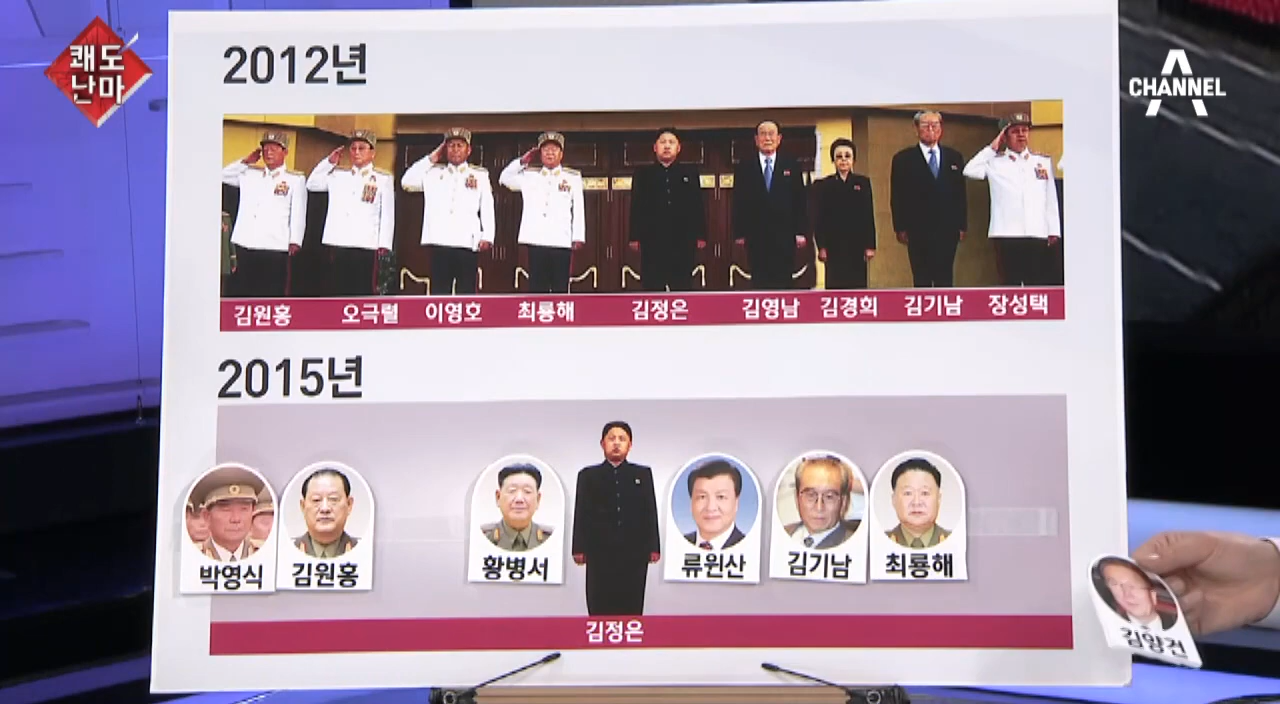 쾌도
난마
CHANNEL A
2012년
김원홍 오극렬 이영호 최룡해 김정은 김영남 김경희 김기남 장성택
2015년
박영식 김원홍 황병서 류윈산 김기남 최룡해
김양건
김정은